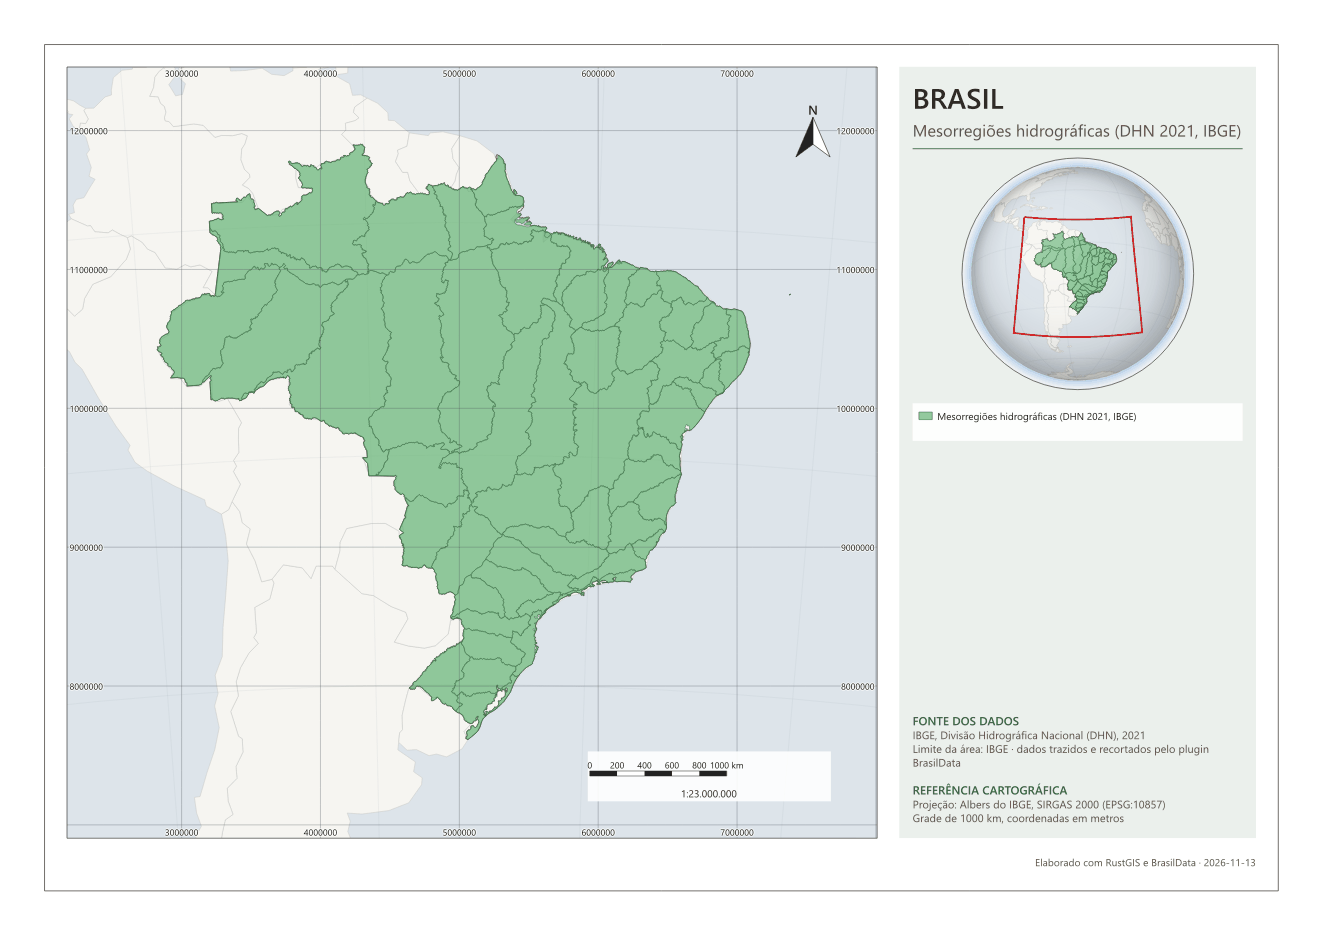 3000000 4000000 5000000 6000000 7000000
N
12000000 12000000
11000000 11000000
10000000 10000000
9000000 9000000
8000000 8000000
0 200 400 600 800 1000 km
1:23.000.000
3000000 4000000 5000000 6000000 7000000
BRASIL
Mesorregiões hidrográficas (DHN 2021, IBGE)
Mesorregiões hidrográficas (DHN 2021, IBGE)
FONTE DOS DADOS
IBGE, Divisão Hidrográfica Nacional (DHN), 2021
Limite da área: IBGE · dados trazidos e recortados pelo plugin
BrasilData
REFERÊNCIA CARTOGRÁFICA
Projeção: Albers do IBGE, SIRGAS 2000 (EPSG:10857)
Grade de 1000 km, coordenadas em metros
Elaborado com RustGIS e BrasilData · 2026-11-13